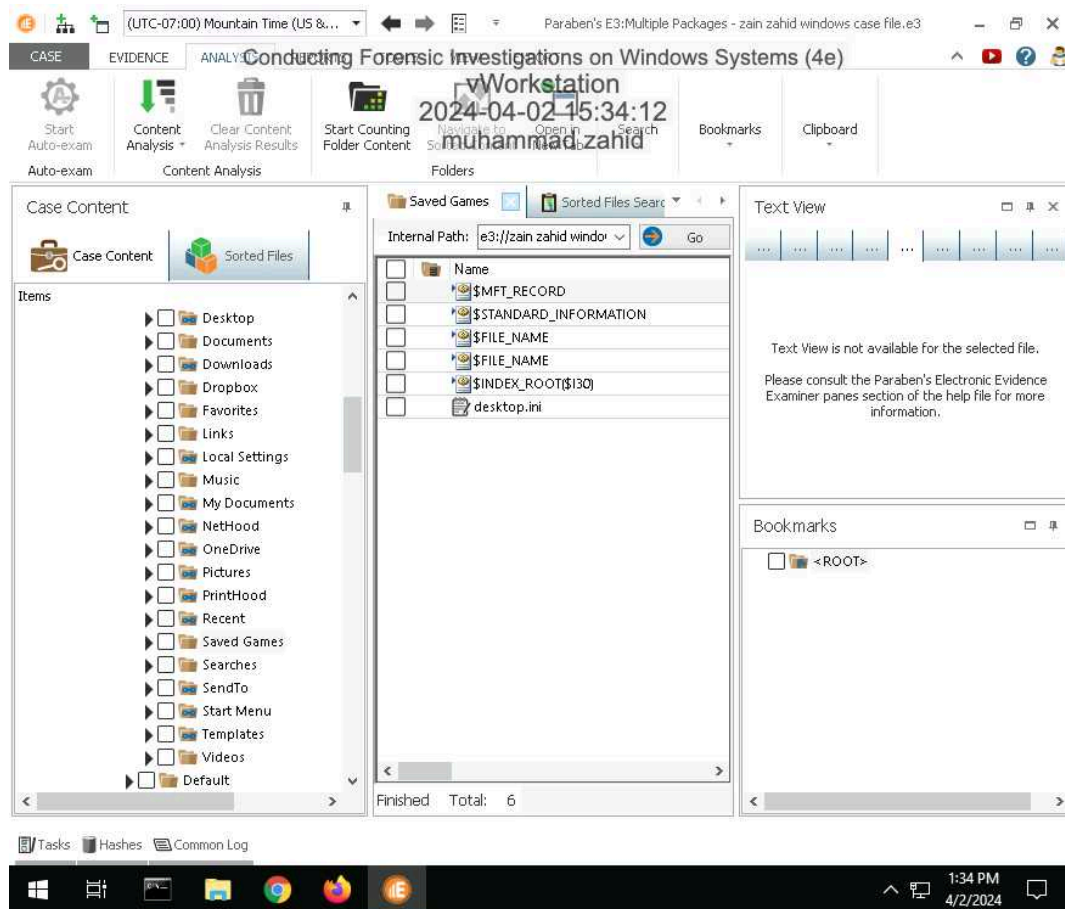 (UTC-07:00) Mountain Time (US &...
Paraben's E3:Multiple Packages - zain zahid windows case file.e3
CASE
EVIDENCE
Conducting Forensic Investigations on Windows Systems (4e)
vWorkstation
2024-04-02 15:34:12
muhammad.zahid
Start
Auto-exam
Content
Analysis
Clear Content
Analysis Results
Start Counting
Folder Content
Open in
New Tab
Search
Bookmarks
Clipboard
Auto-exam
Content Analysis
Folders
Case Content
Case Content
Sorted Files
Items
Desktop
Documents
Downloads
Dropbox
Favorites
Links
Local Settings
Music
My Documents
NetHood
OneDrive
Pictures
PrintHood
Recent
Saved Games
Searches
SendTo
Start Menu
Templates
Videos
Default
Saved Games
Sorted Files Searc
Internal Path: e3://zain zahid windo
Go
Name
$MFT_RECORD
$STANDARD_INFORMATION
$FILE_NAME
$FILE_NAME
$INDEX_ROOT($I30)
desktop.ini
Finished Total: 6
Text View
... ... ... ... ... ... ... ... ...
Text View is not available for the selected file.
Please consult the Paraben's Electronic Evidence
Examiner panes section of the help file for more
information.
Bookmarks
<ROOT>
Tasks Hashes Common Log
1:34 PM
4/2/2024